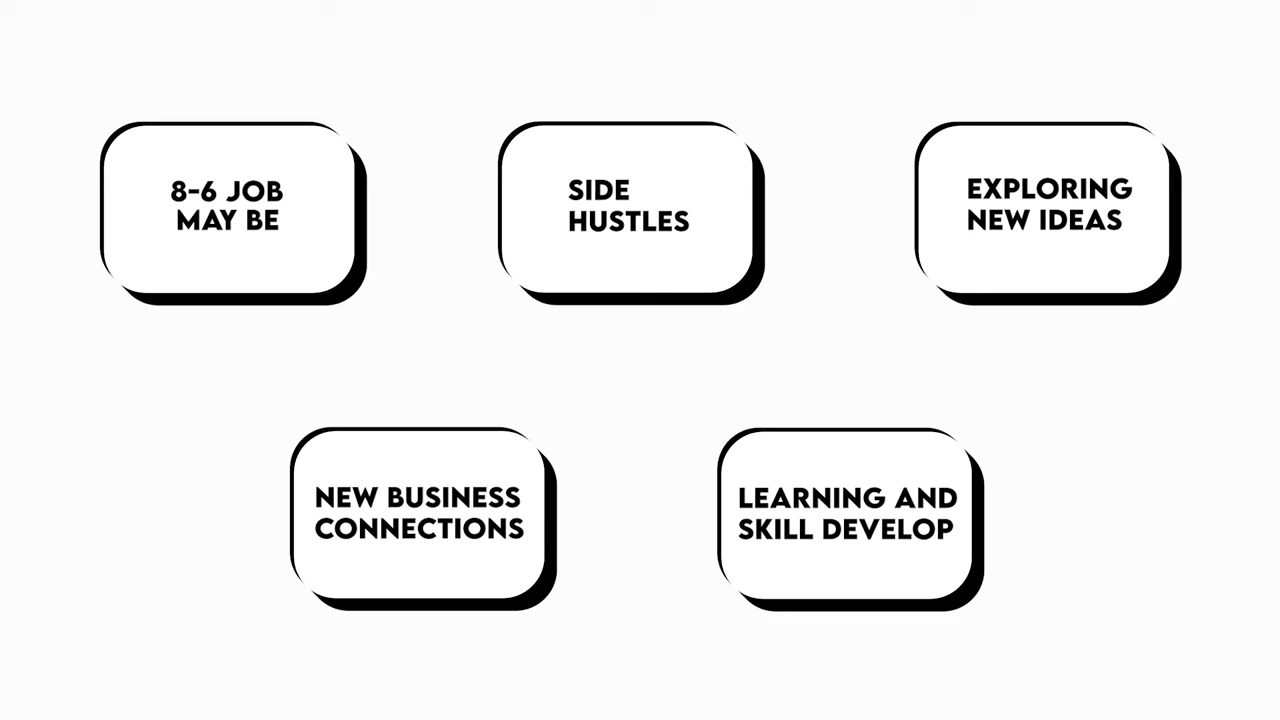 8-6 JOB
MAY BE
SIDE
HUSTLES
EXPLORING
NEW IDEAS
NEW BUSINESS
CONNECTIONS
LEARNING AND
SKILL DEVELOP